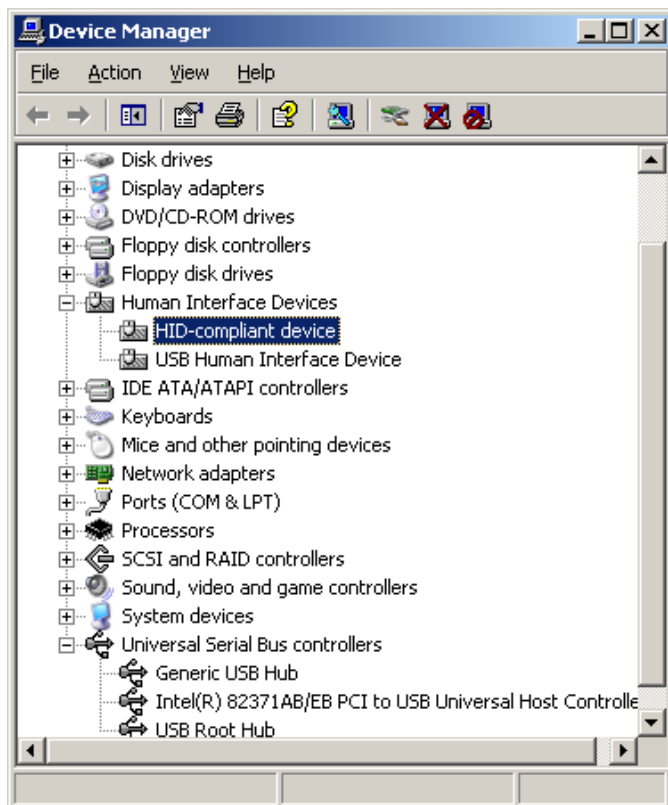 Device Manager
File Action View Help
Disk drives
Display adapters
DVD/CD-ROM drives
Floppy disk controllers
Floppy disk drives
Human Interface Devices
HID-compliant device
USB Human Interface Device
IDE ATA/ATAPI controllers
Keyboards
Mice and other pointing devices
Network adapters
Ports (COM & LPT)
Processors
SCSI and RAID controllers
Sound, video and game controllers
System devices
Universal Serial Bus controllers
Generic USB Hub
Intel(R) 82371AB/EB PCI to USB Universal Host Controlle
USB Root Hub